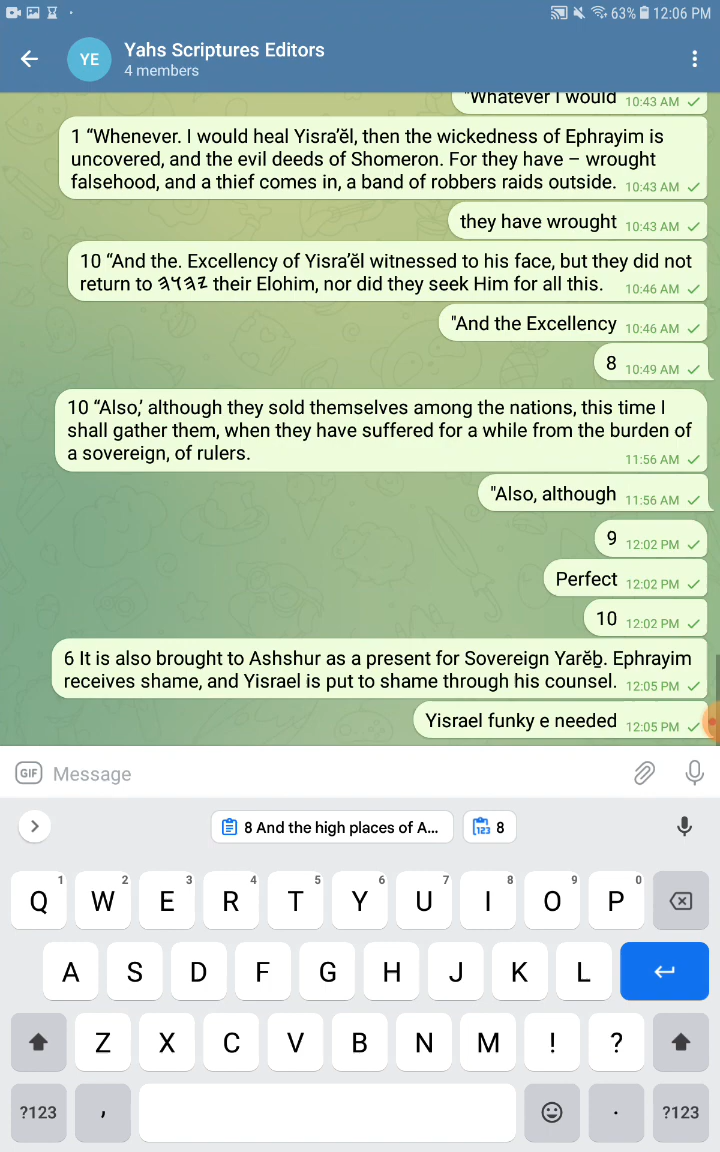 63% 12:06 PM
YE
Yahs Scriptures Editors
4 members
"Whatever I would 10:43 AM
1 “Whenever. I would heal Yisra’ĕl, then the wickedness of Ephrayim is
uncovered, and the evil deeds of Shomeron. For they have – wrought
falsehood, and a thief comes in, a band of robbers raids outside. 10:43 AM
they have wrought 10:43 AM
10 “And the. Excellency of Yisra’ĕl witnessed to his face, but they did not
return to 𐤉𐤄𐤅𐤄 their Elohim, nor did they seek Him for all this. 10:46 AM
"And the Excellency 10:46 AM
8 10:49 AM
10 “Also,’ although they sold themselves among the nations, this time I
shall gather them, when they have suffered for a while from the burden of
a sovereign, of rulers. 11:56 AM
"Also, although 11:56 AM
9 12:02 PM
Perfect 12:02 PM
10 12:02 PM
6 It is also brought to Ashshur as a present for Sovereign Yarĕḇ. Ephrayim
receives shame, and Yisrael is put to shame through his counsel. 12:05 PM
Yisrael funky e needed 12:05 PM
GIF Message
8 And the high places of A... 123 8
1 2 3 4 5 6 7 8 9 0
Q W E R T Y U I O P
A S D F G H J K L
Z X C V B N M ! ?
?123 , . ?123